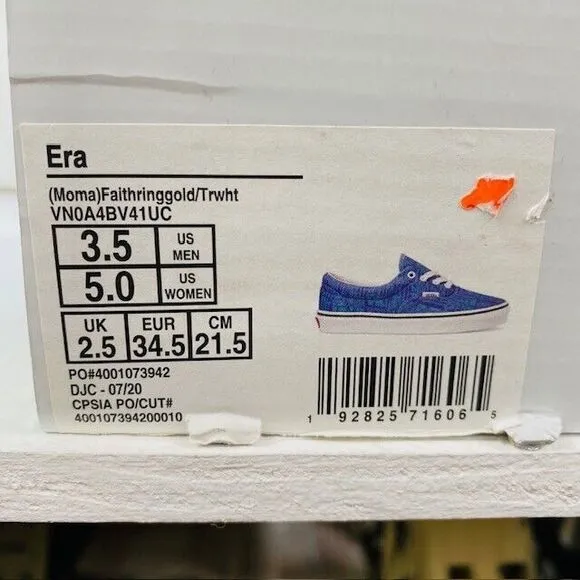 Era
(Moma)Faithringgold/Trwht
VN0A4BV41UC
3.5 US MEN
5.0 US WOMEN
UK EUR CM
2.5 34.5 21.5
PO#4001073942
DJC - 07/20
CPSIA PO/CUT#
400107394200010
1 92825 71606 5